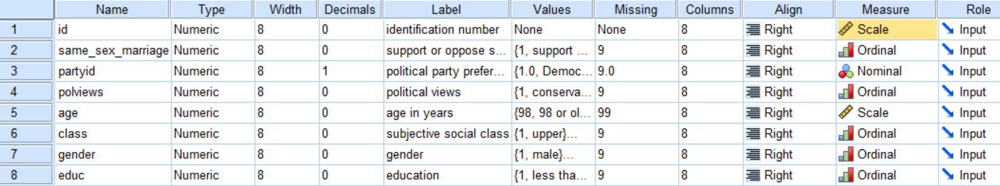 Name Type Width Decimals Label Values Missing Columns Align Measure Role
1 id Numeric 8 0 identification number None None 8 Right Scale Input
2 same_sex_marriage Numeric 8 0 support or oppose s... {1, support ... 9 8 Right Ordinal Input
3 partyid Numeric 8 1 political party prefer... {1.0, Democ... 9.0 8 Right Nominal Input
4 polviews Numeric 8 0 political views {1, conserva... 9 8 Right Ordinal Input
5 age Numeric 8 0 age in years {98, 98 or ol... 99 8 Right Scale Input
6 class Numeric 8 0 subjective social class {1, upper}... 9 8 Right Ordinal Input
7 gender Numeric 8 0 gender {1, male}... 9 8 Right Ordinal Input
8 educ Numeric 8 0 education {1, less tha... 9 8 Right Ordinal Input